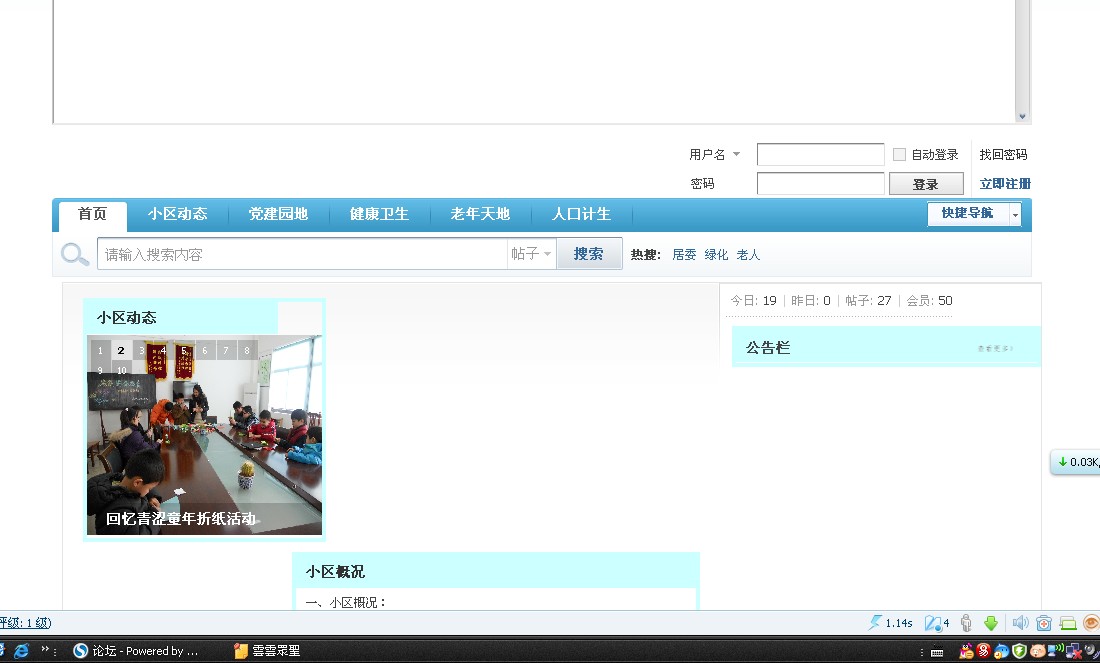 用户名
自动登录
找回密码
密码
登录
立即注册
首页 小区动态 党建园地 健康卫生 老年天地 人口计生
快捷导航
请输入搜索内容
帖子
搜索
热搜: 居委 绿化 老人
今日: 19 | 昨日: 0 | 帖子: 27 | 会员: 50
小区动态
1 2 3 4 5 6 7 8
9 10
回忆青涩童年折纸活动
公告栏
查看更多>
小区概况
一、小区概况：
0.03K/
评级: 1 级)
1.14s
4
论坛 - Powered by ...